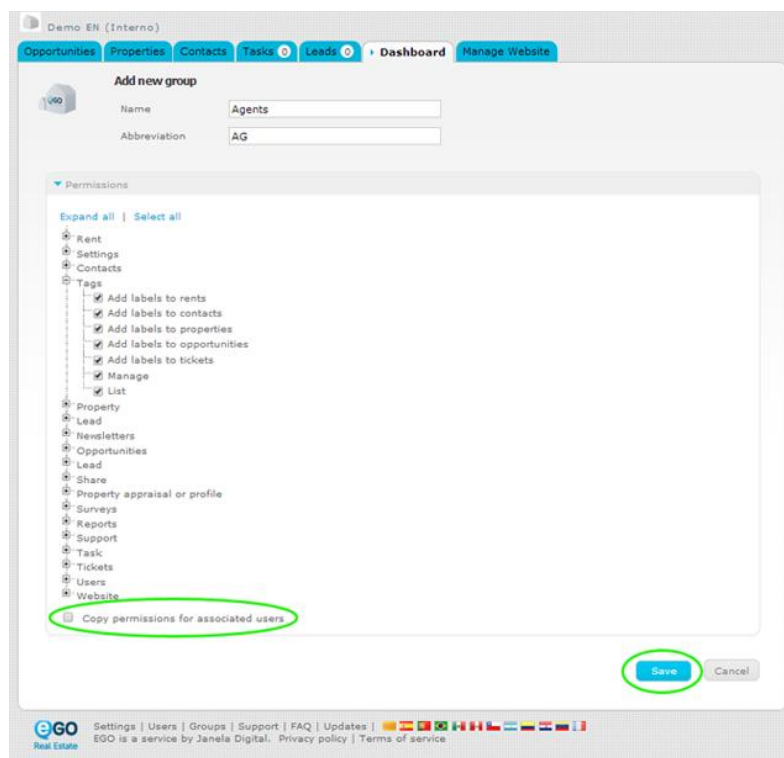 Demo EN (Interno)
Opportunities Properties Contacts Tasks 0 Leads 0 Dashboard Manage Website
Add new group
eGO
Name Agents
Abbreviation AG
Permissions
Expand all | Select all
Rent
Settings
Contacts
Tags
Add labels to rents
Add labels to contacts
Add labels to properties
Add labels to opportunities
Add labels to tickets
Manage
List
Property
Lead
Newsletters
Opportunities
Lead
Share
Property appraisal or profile
Surveys
Reports
Support
Task
Tickets
Users
Website
Copy permissions for associated users
Save Cancel
eGO Settings | Users | Groups | Support | FAQ | Updates |
Real Estate EGO is a service by Janela Digital. Privacy policy | Terms of service